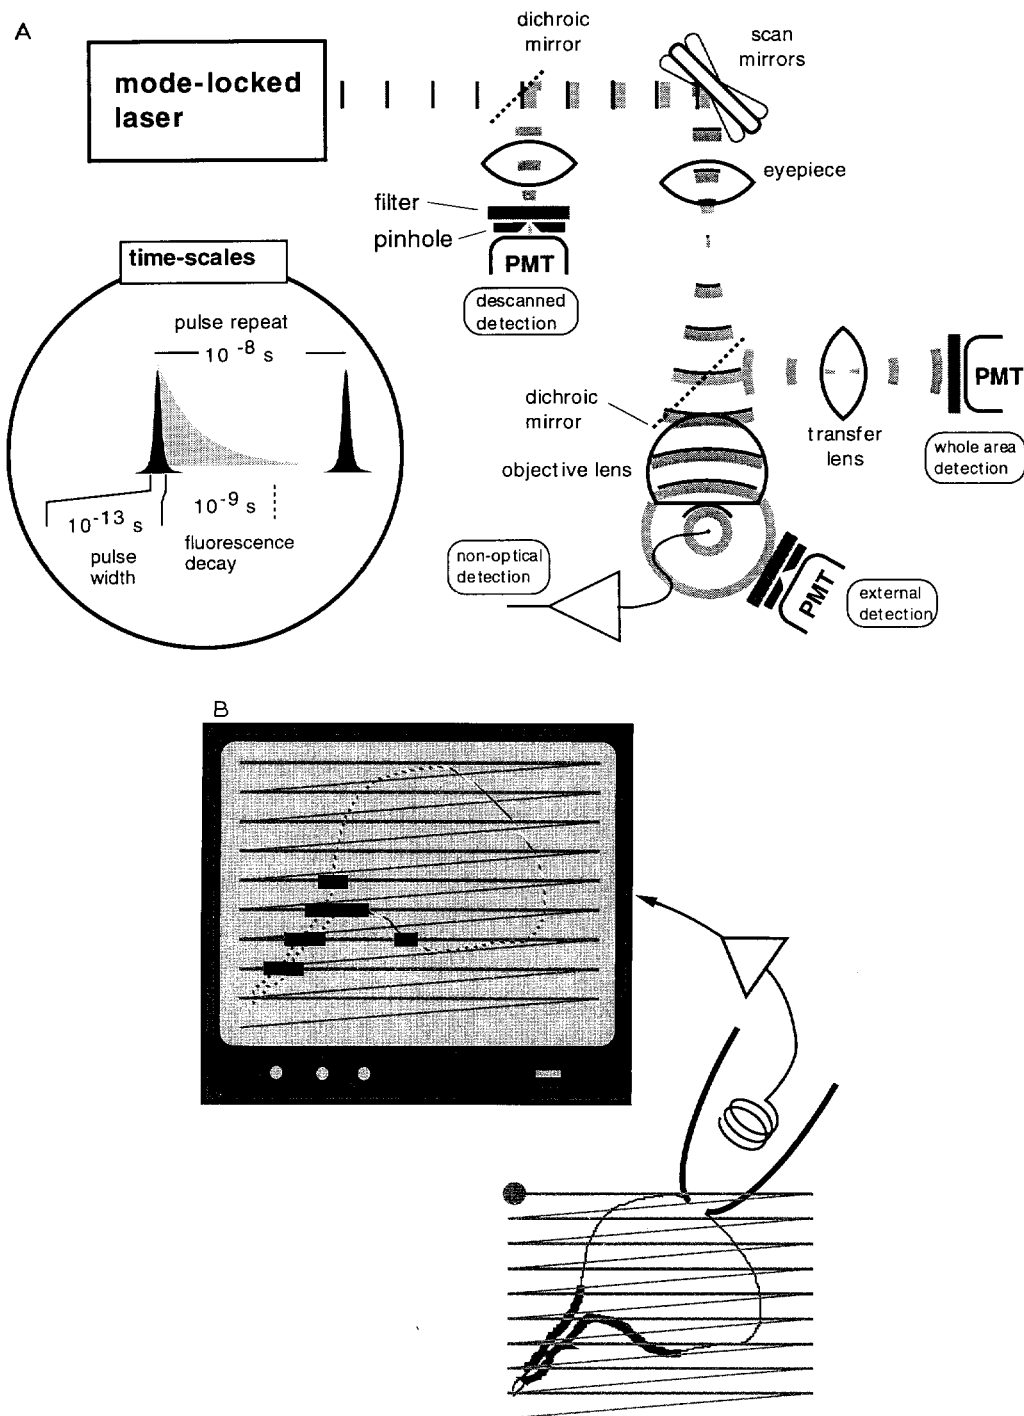 A
dichroic
mirror
scan
mirrors
mode-locked
laser
eyepiece
filter
pinhole
PMT
descanned
detection
time-scales
pulse repeat
10 -8 s
10-13 s
pulse
width
10-9 s
fluorescence
decay
dichroic
mirror
objective lens
transfer
lens
PMT
whole area
detection
non-optical
detection
PMT
external
detection
B